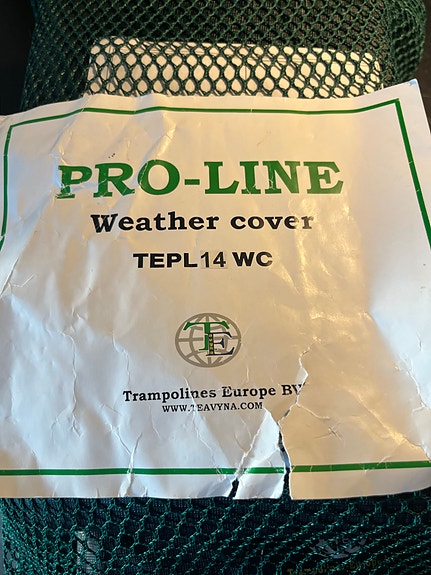 PRO-LINE
Weather cover
TEPL14 WC
TE
Trampolines Europe BV
WWW.TEAVYNA.COM